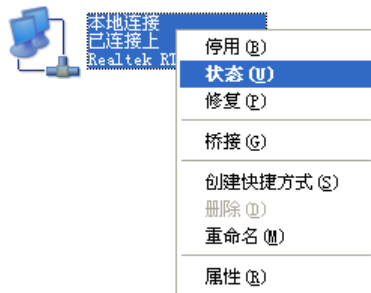 本地连接
已连接上
Realtek RT
停用(B)
状态(U)
修复(P)
桥接(G)
创建快捷方式(S)
删除(D)
重命名(M)
属性(R)